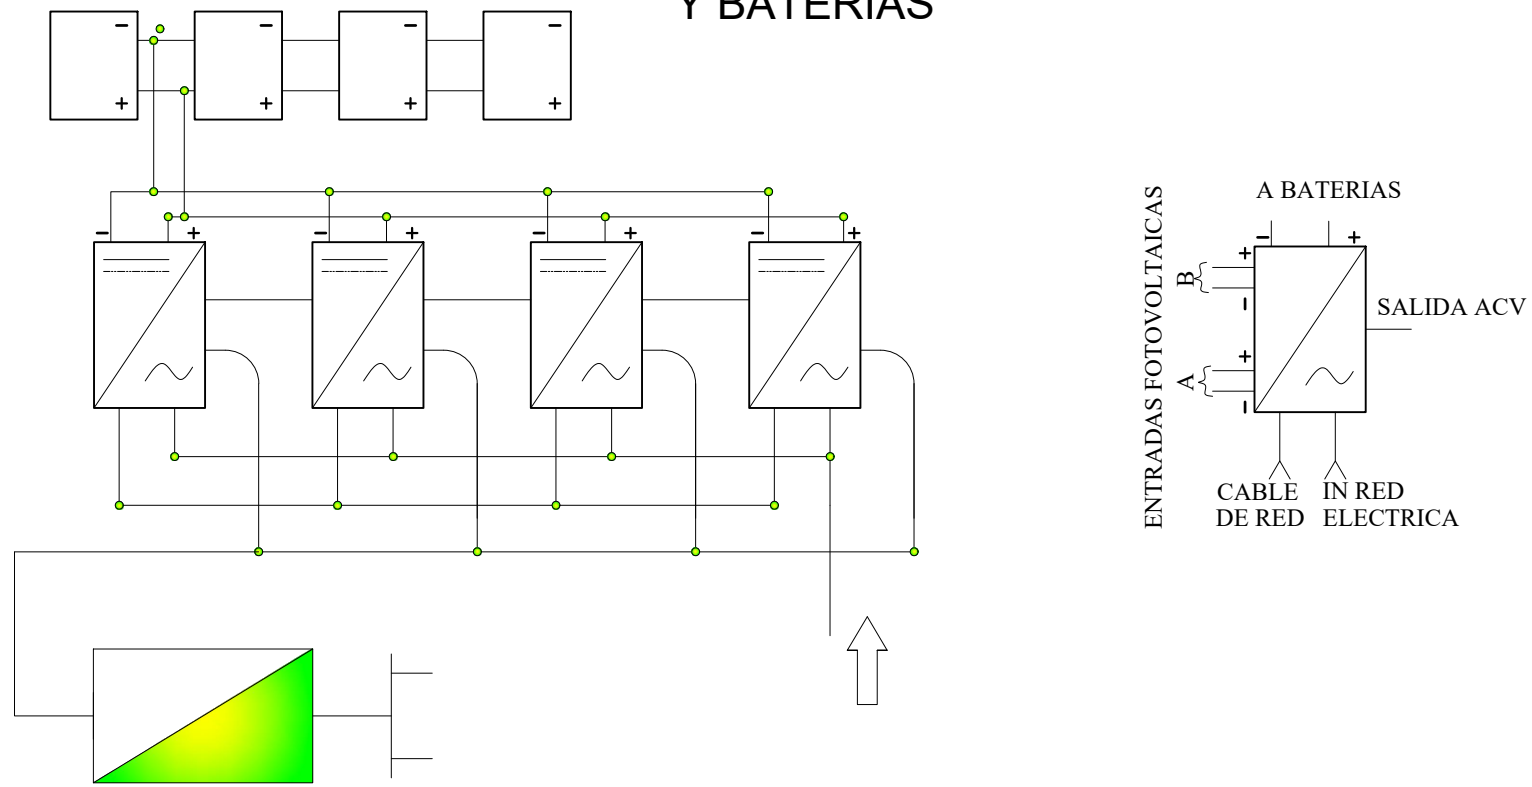 Y BATERIAS
- - - -
+ + + +
- + - + - + - +
A BATERIAS
- +
ENTRADAS FOTOVOLTAICAS
+
B
-
SALIDA ACV
+
A
-
CABLE
DE RED
IN RED
ELECTRICA